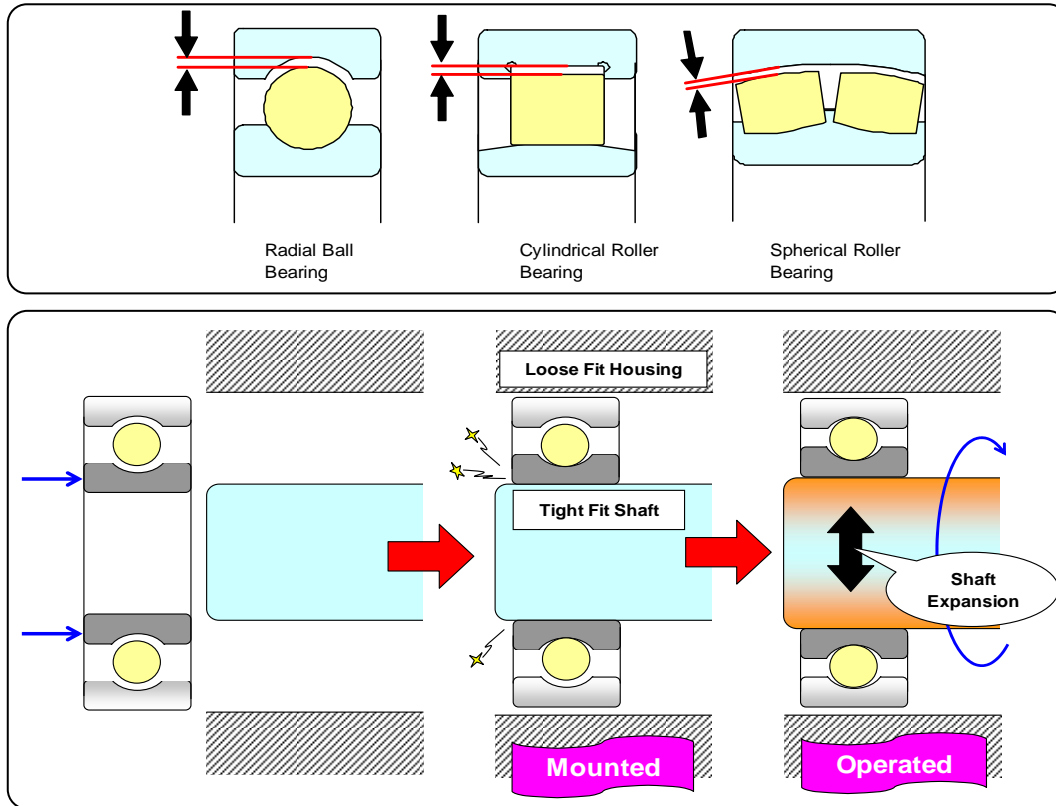 Radial Ball
Bearing
Cylindrical Roller
Bearing
Spherical Roller
Bearing
Loose Fit Housing
Tight Fit Shaft
Shaft
Expansion
Mounted
Operated